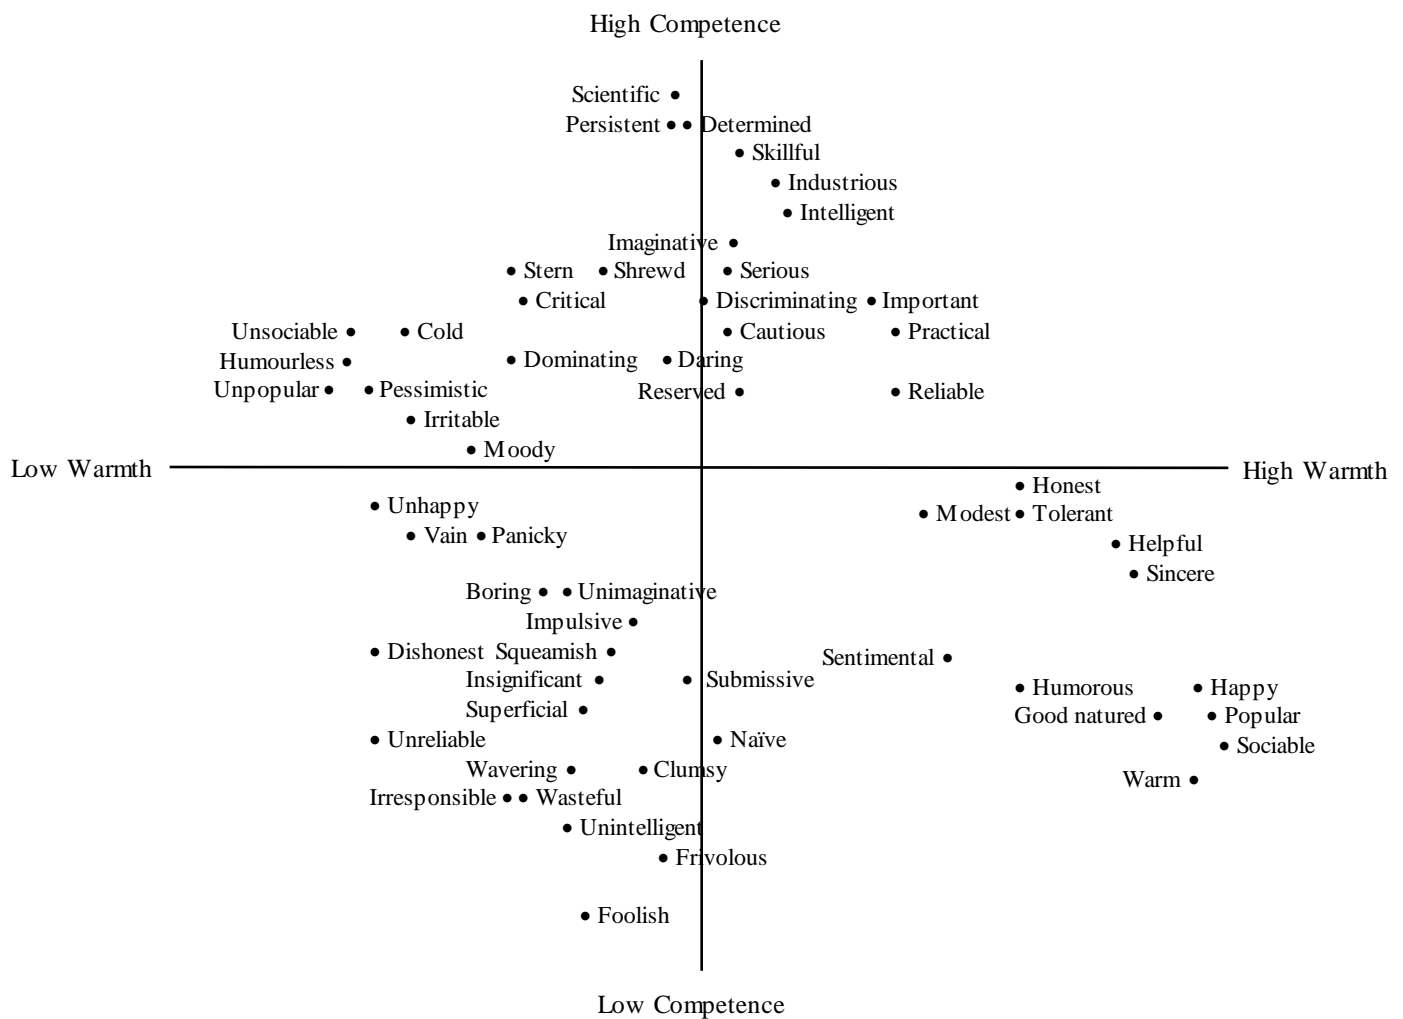 High Competence
Scientific
Persistent Determined
Skillful
Industrious
Intelligent
Imaginative
Stern Shrewd Serious
Critical Discriminating Important
Unsociable Cold Cautious Practical
Humourless Dominating Daring
Unpopular Pessimistic Reserved Reliable
Irritable
Moody
Low Warmth High Warmth
Honest
Unhappy Modest Tolerant
Vain Panicky Helpful
Sincere
Boring Unimaginative
Impulsive
Dishonest Squeamish Sentimental
Insignificant Submissive Humorous Happy
Superficial Good natured Popular
Unreliable Naïve Sociable
Wavering Clumsy Warm
Irresponsible Wasteful
Unintelligent
Frivolous
Foolish
Low Competence